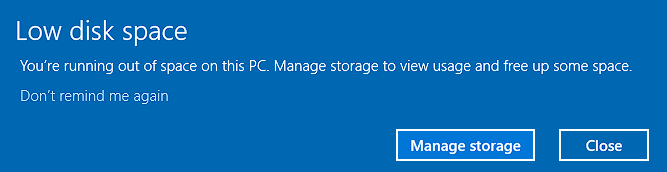 Low disk space
You're running out of space on this PC. Manage storage to view usage and free up some space.
Don't remind me again
Manage storage Close